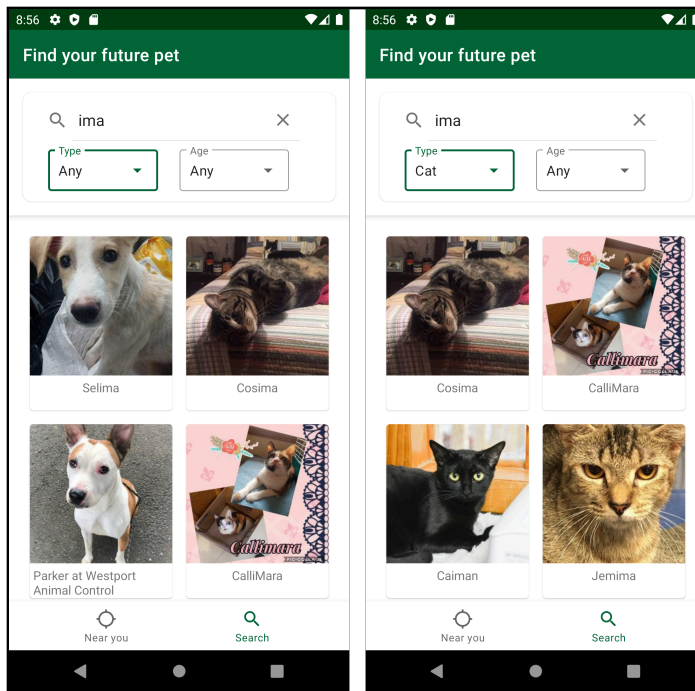 8:56
Find your future pet
ima
Type
Any
Age
Any
Selima
Cosima
Parker at Westport
Animal Control
Callimara
CalliMara
Near you
Search
8:56
Find your future pet
ima
Type
Cat
Age
Any
Cosima
Callimara
CalliMara
Caiman
Jemima
Near you
Search